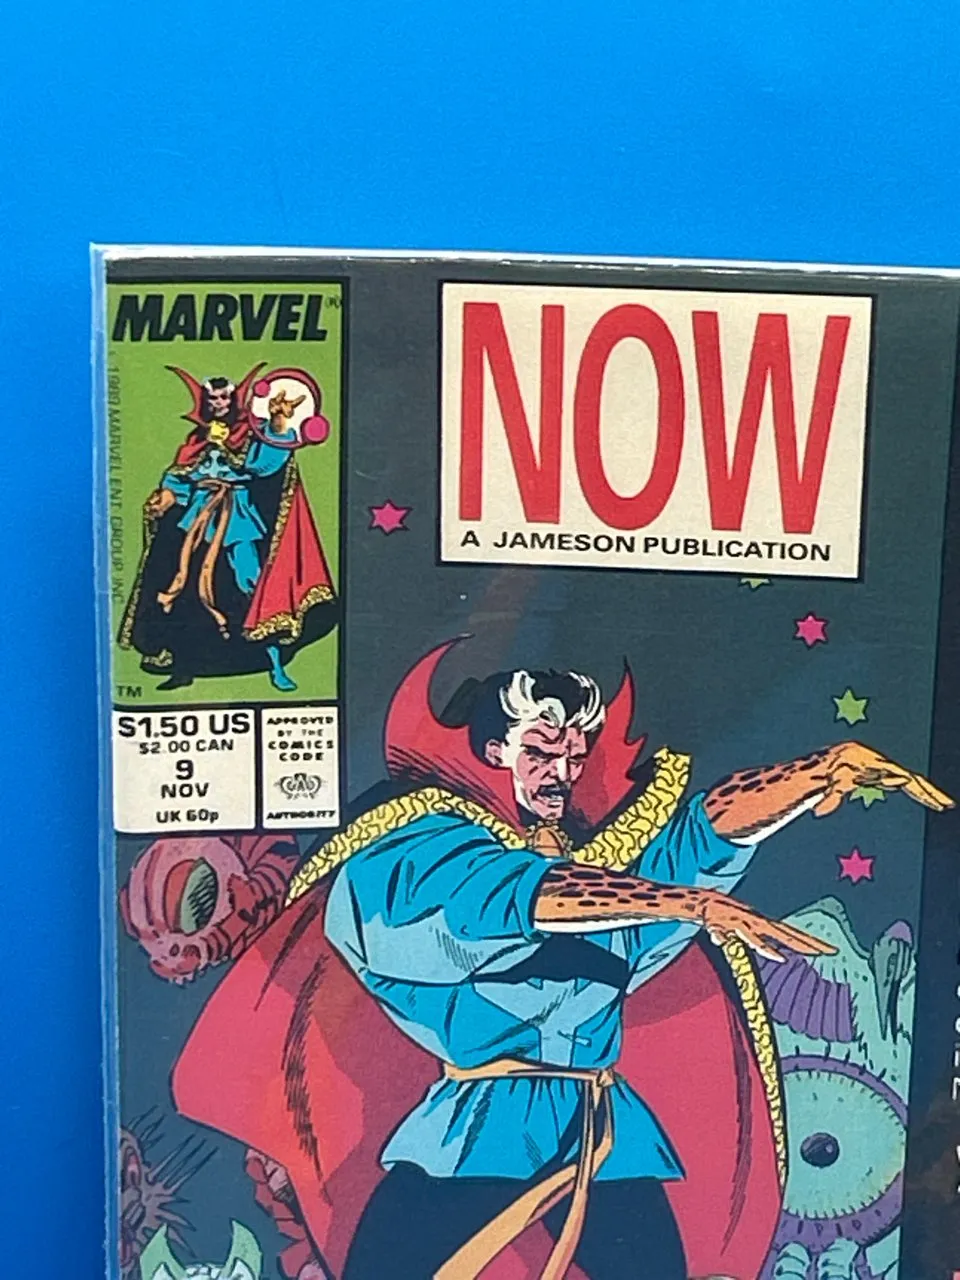 MARVEL®
© 1989 MARVEL ENT. GROUP, INC.
TM
$1.50 US
$2.00 CAN
9
NOV
UK 60p
APPROVED
BY THE
COMICS
CODE
AUTHORITY
NOW
A JAMESON PUBLICATION